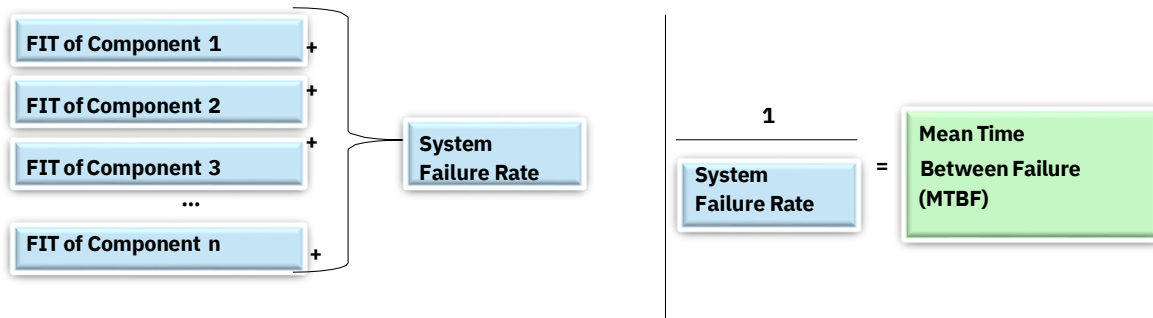 FIT of Component 1
+
FIT of Component 2
+
FIT of Component 3
+
...
FIT of Component n
+
System
Failure Rate
1
System
Failure Rate
=
Mean Time
Between Failure
(MTBF)